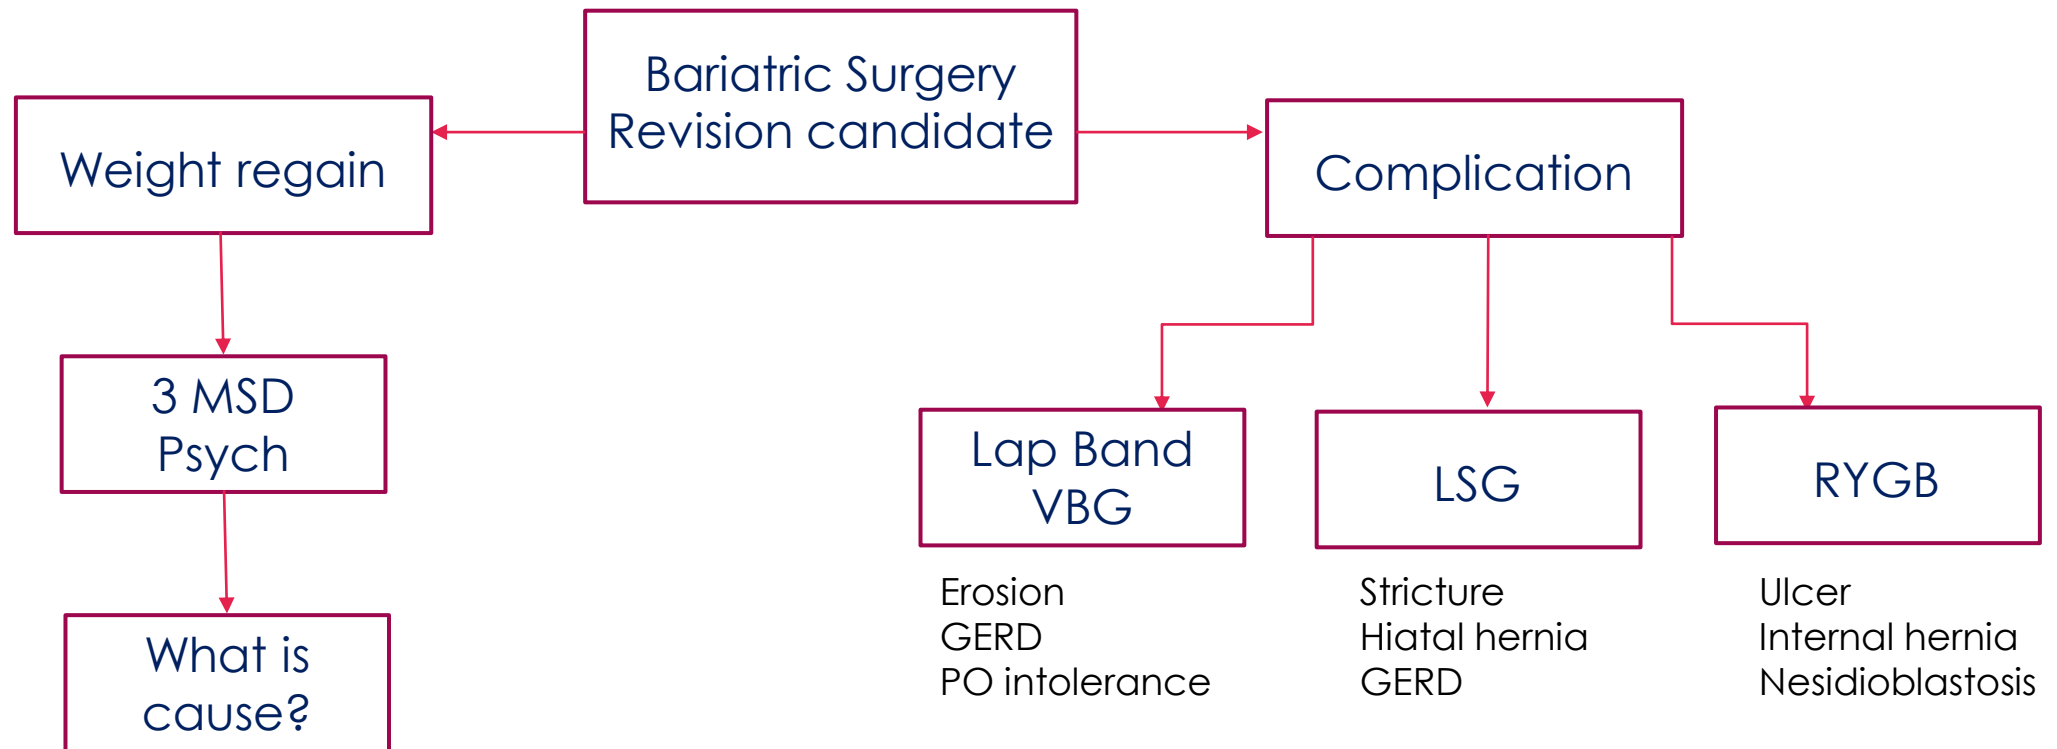 Bariatric Surgery
Revision candidate
Weight regain
Complication
3 MSD
Psych
What is
cause?
Lap Band
VBG
LSG
RYGB
Erosion
GERD
PO intolerance
Stricture
Hiatal hernia
GERD
Ulcer
Internal hernia
Nesidioblastosis